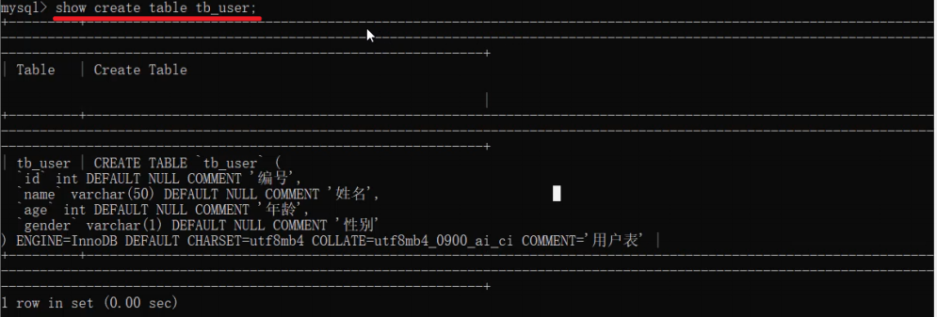 mysql> show create table tb_user;
| Table | Create Table
|
| tb_user | CREATE TABLE `tb_user` (
`id` int DEFAULT NULL COMMENT '编号',
`name` varchar(50) DEFAULT NULL COMMENT '姓名',
`age` int DEFAULT NULL COMMENT '年龄',
`gender` varchar(1) DEFAULT NULL COMMENT '性别'
) ENGINE=InnoDB DEFAULT CHARSET=utf8mb4 COLLATE=utf8mb4_0900_ai_ci COMMENT='用户表' |
1 row in set (0.00 sec)